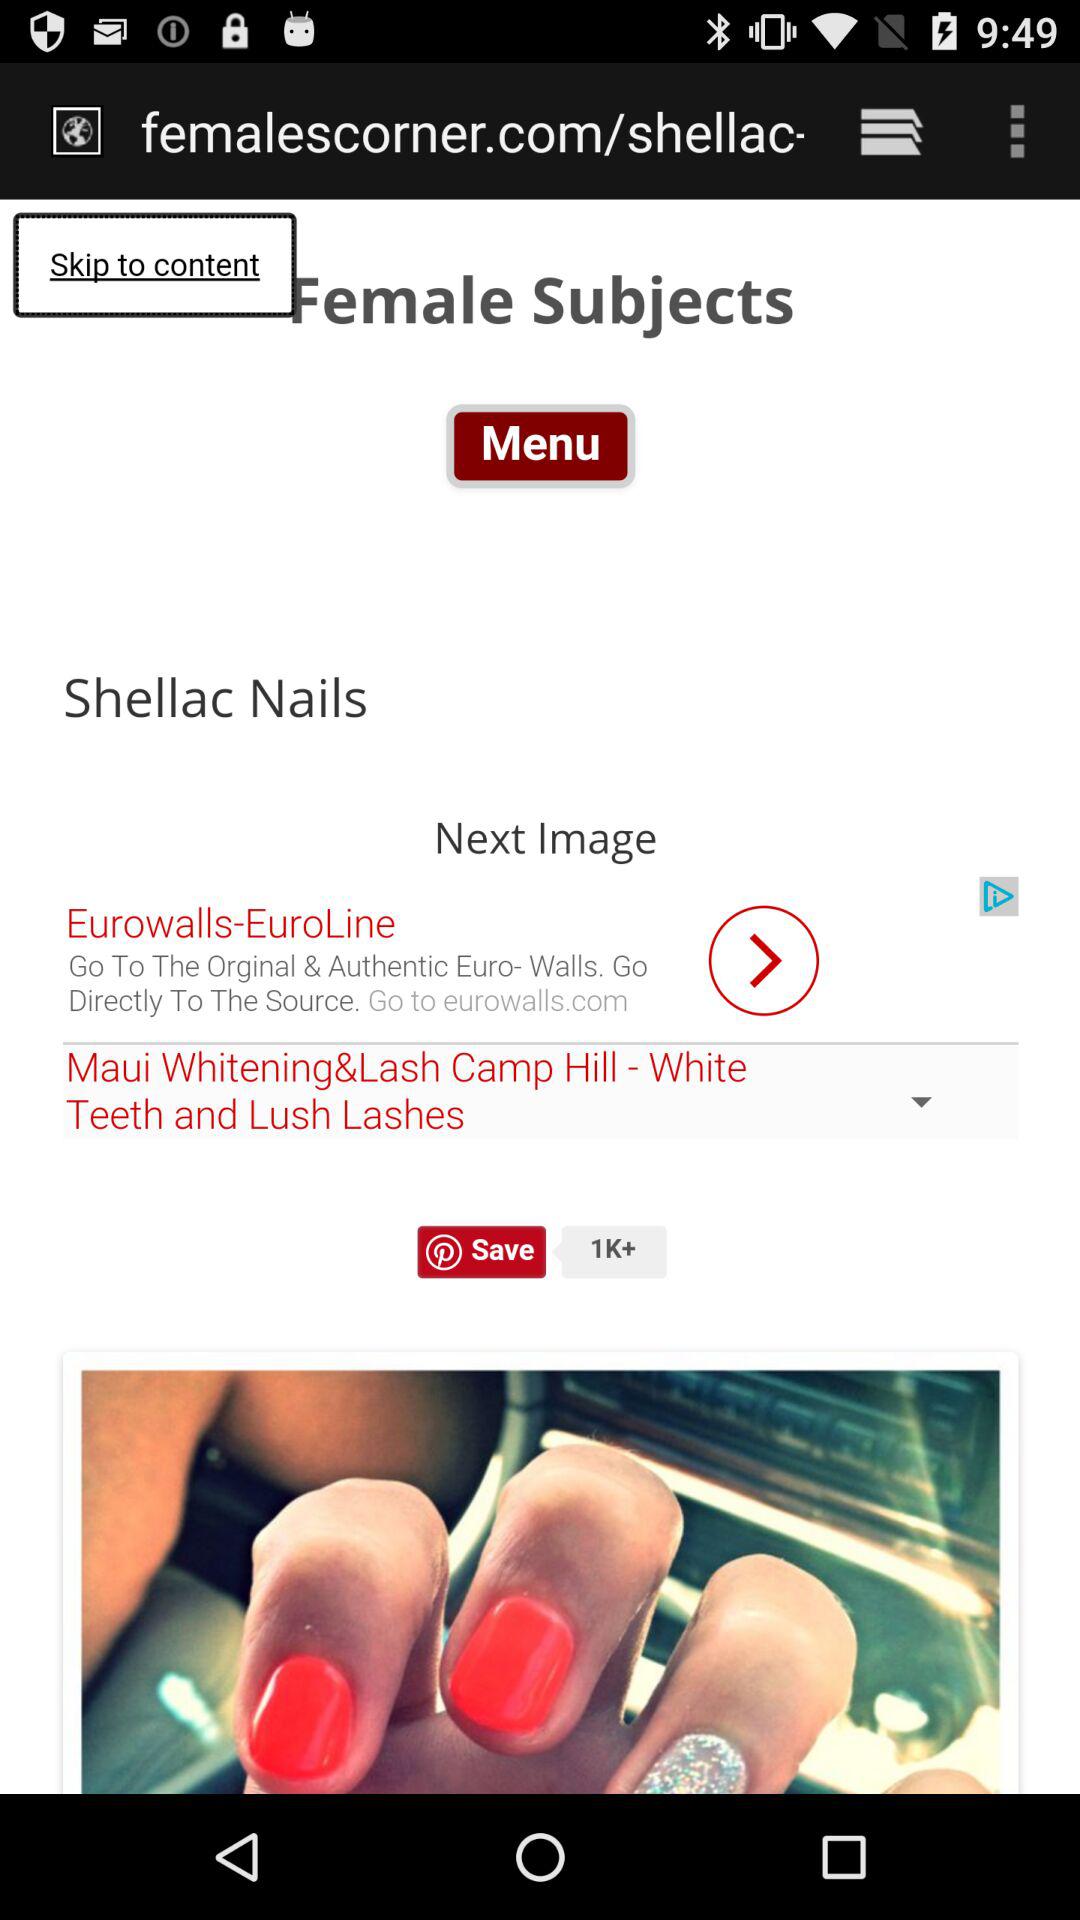 9:49
femalescorner.com/shellac-
Skip to content
Female Subjects
Menu
Shellac Nails
Next Image
Eurowalls-EuroLine
Go To The Orginal & Authentic Euro- Walls. Go
Directly To The Source. Go to eurowalls.com
Maui Whitening&Lash Camp Hill - White
Teeth and Lush Lashes
Save 1K+